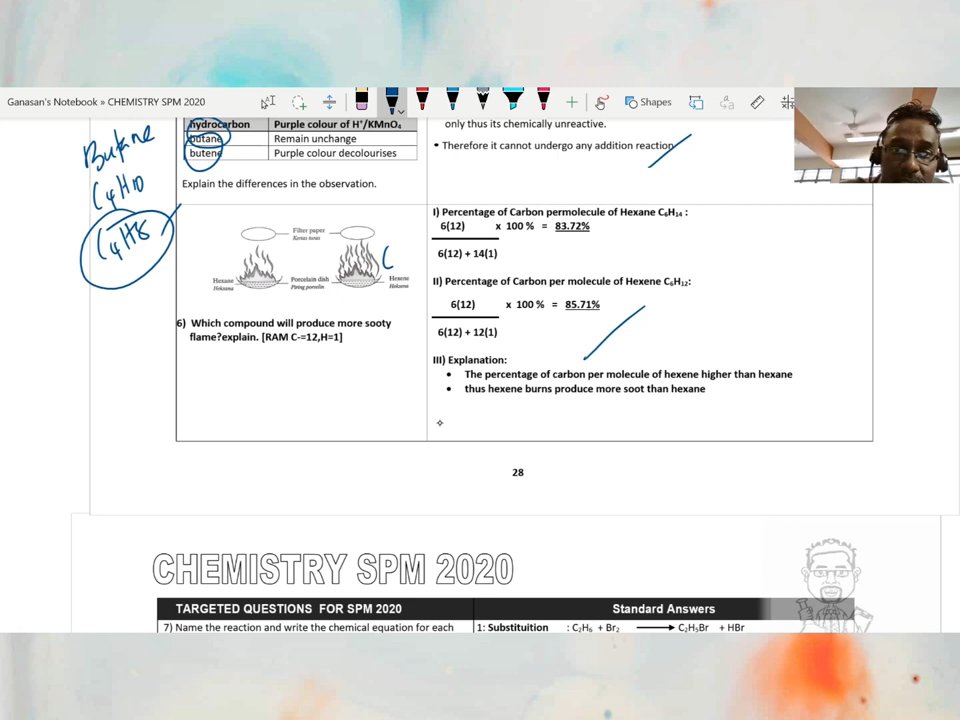 Ganasan's Notebook » CHEMISTRY SPM 2020
Shapes
Butane
C4H10
C4H8
hydrocarbon Purple colour of H⁺/KMnO₄
butane Remain unchange
butene Purple colour decolourises
Explain the differences in the observation.
only thus its chemically unreactive.
• Therefore it cannot undergo any addition reaction
Filter paper
Kertas turas
Hexane
Heksana
Porcelain dish
Piring porselin
Hexene
Heksena
C
6) Which compound will produce more sooty
flame?explain. [RAM C-=12,H=1]
I) Percentage of Carbon permolecule of Hexane C₆H₁₄ :
6(12) x 100 % = 83.72%
6(12) + 14(1)
II) Percentage of Carbon per molecule of Hexene C₆H₁₂:
6(12) x 100 % = 85.71%
6(12) + 12(1)
III) Explanation:
• The percentage of carbon per molecule of hexene higher than hexane
• thus hexene burns produce more soot than hexane
28
CHEMISTRY SPM 2020
TARGETED QUESTIONS FOR SPM 2020 Standard Answers
7) Name the reaction and write the chemical equation for each
1: Substituition : C₂H₆ + Br₂ ⟶ C₂H₅Br + HBr